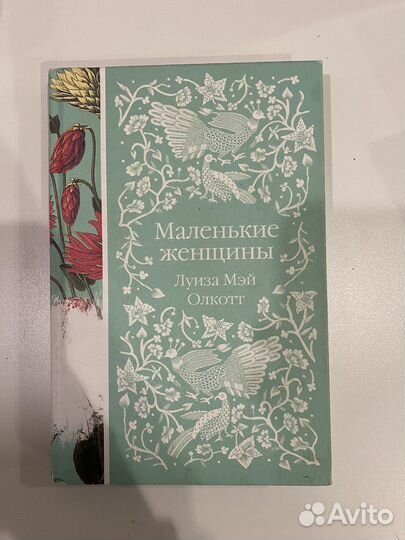 Маленькие
женщины
Луиза Мэй
Олкотт
Avito